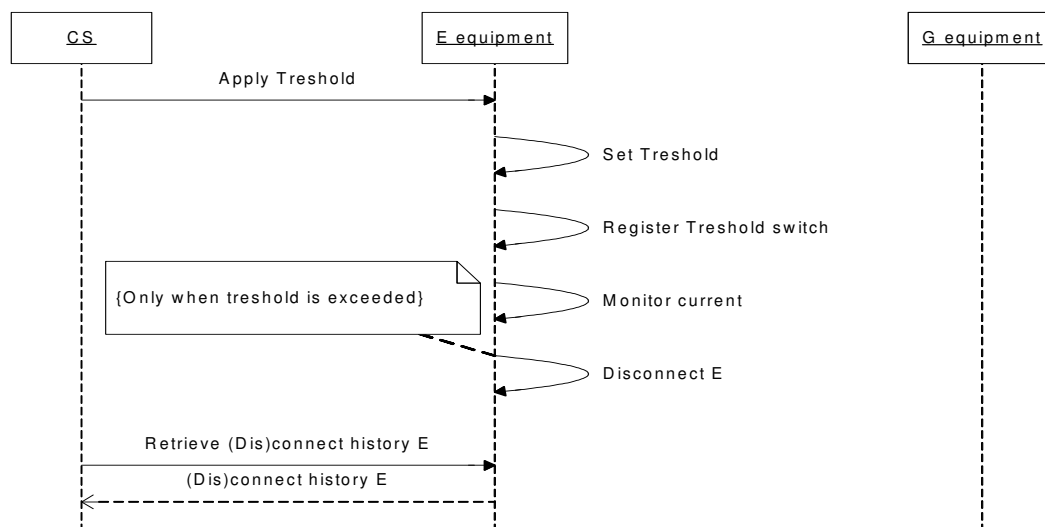 CS
E equipment
G equipment
Apply Treshold
Set Treshold
Register Treshold switch
{Only when treshold is exceeded}
Monitor current
Disconnect E
Retrieve (Dis)connect history E
(Dis)connect history E